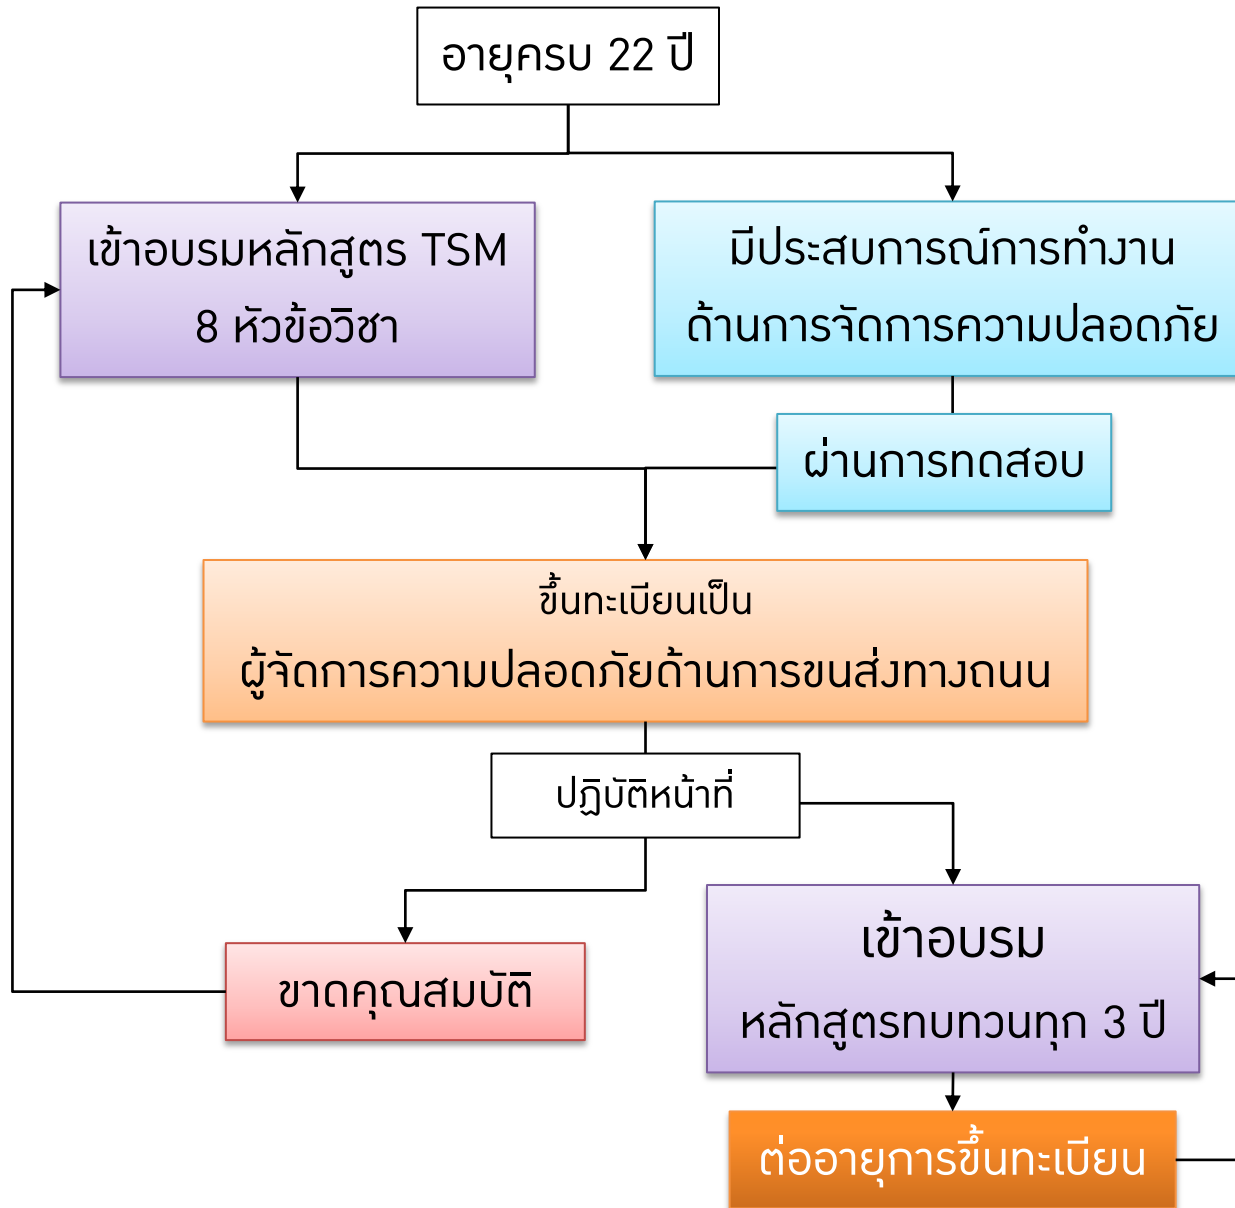 อายุครบ 22 ปี
เข้าอบรมหลักสูตร TSM
8 หัวข้อวิชา
มีประสบการณ์การทำงาน
ด้านการจัดการความปลอดภัย
ผ่านการทดสอบ
ขึ้นทะเบียนเป็น
ผู้จัดการความปลอดภัยด้านการขนส่งทางถนน
ปฏิบัติหน้าที่
ขาดคุณสมบัติ
เข้าอบรม
หลักสูตรทบทวนทุก 3 ปี
ต่ออายุการขึ้นทะเบียน